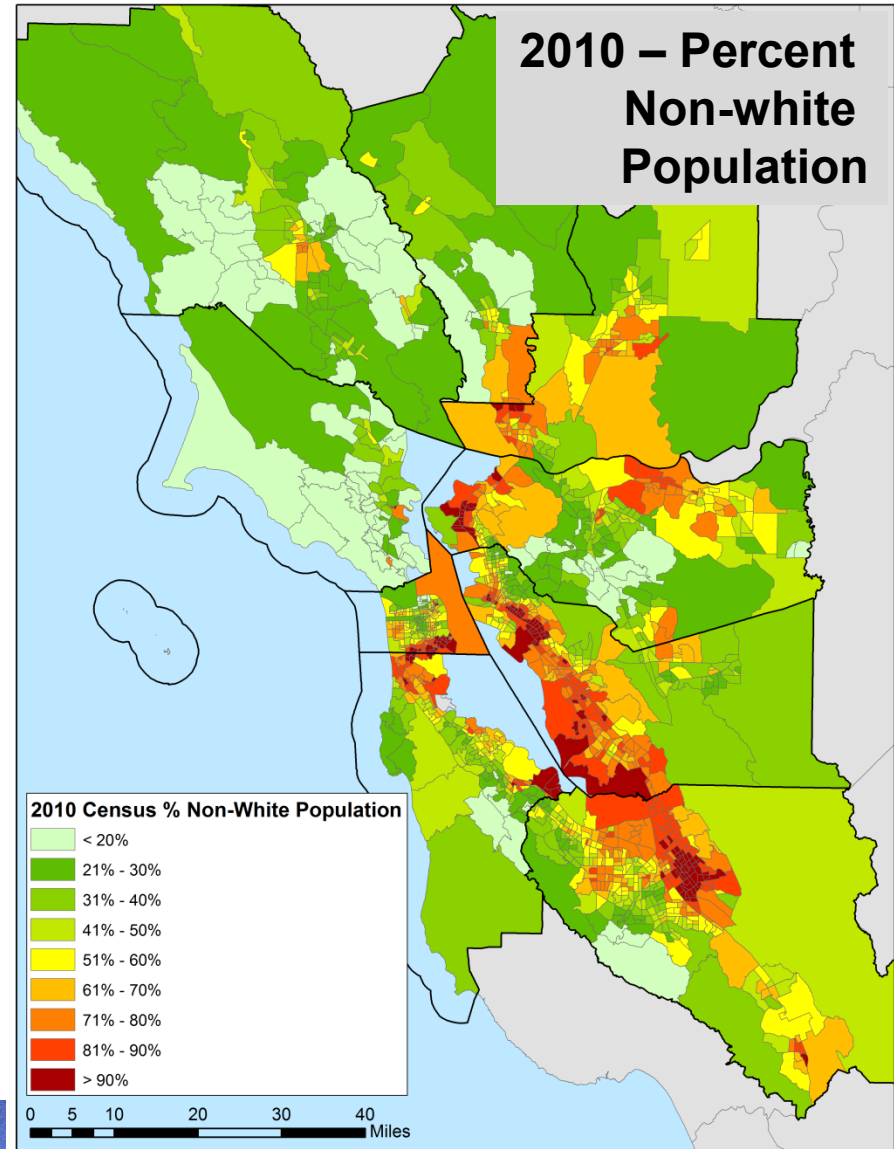 2010 – Percent
Non-white
Population
2010 Census % Non-White Population
< 20%
21% - 30%
31% - 40%
41% - 50%
51% - 60%
61% - 70%
71% - 80%
81% - 90%
> 90%
0 5 10 20 30 40
Miles